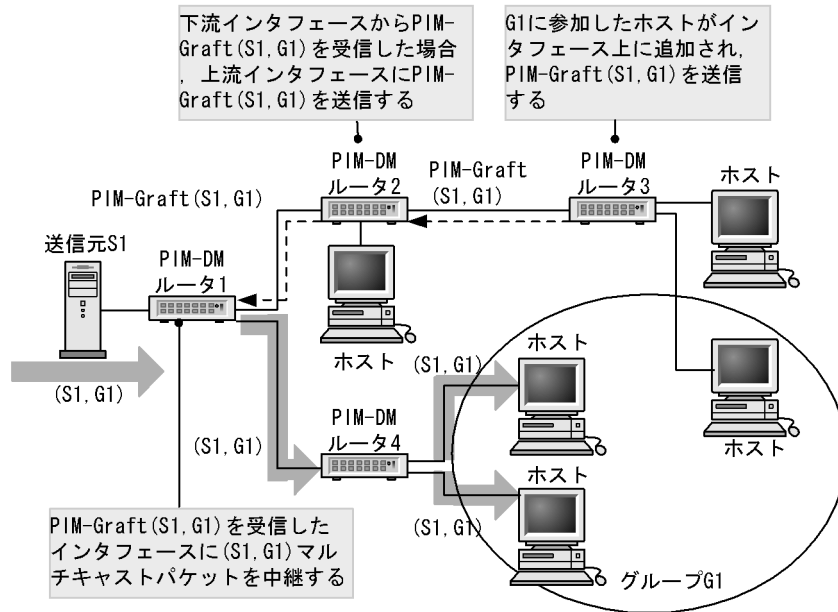 下流インタフェースからPIM-
Graft(S1,G1)を受信した場合
，上流インタフェースにPIM-
Graft(S1,G1)を送信する
G1に参加したホストがイン
タフェース上に追加され，
PIM-Graft(S1,G1)を送信
する
PIM-DM
ルータ2
PIM-Graft
(S1,G1)
PIM-DM
ルータ3
ホスト
PIM-Graft(S1,G1)
送信元S1
PIM-DM
ルータ1
ホスト
(S1,G1)
ホスト
(S1,G1)
ホスト
(S1,G1)
PIM-DM
ルータ4
ホスト
(S1,G1)
PIM-Graft(S1,G1)を受信した
インタフェースに(S1,G1)マル
チキャストパケットを中継する
グループG1